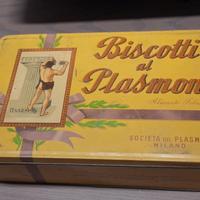 Biscotti
al
Plasmon
SOCIETÀ DEL PLASMON
MILANO